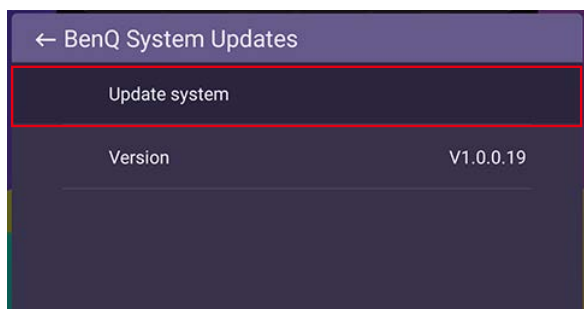 ← BenQ System Updates
Update system
Version V1.0.0.19